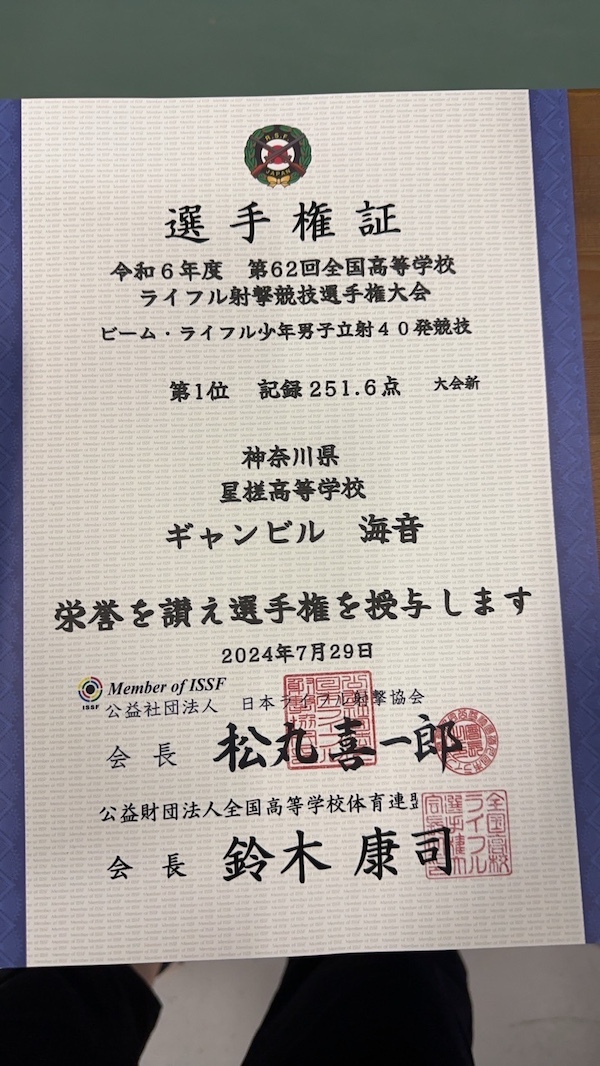 N.R.F.
JAPAN
選手権証
令和6年度　第62回全国高等学校
ライフル射撃競技選手権大会
ビーム・ライフル少年男子立射４０発競技
第1位　記録 251.6点　大会新
神奈川県
星槎高等学校
ギャンビル　海音
栄誉を讃え選手権を授与します
2024年7月29日
ISSF
Member of ISSF
公益社団法人　日本ライフル射撃協会
会長　松丸喜一郎
公益財団法人全国高等学校体育連盟
会長　鈴木康司